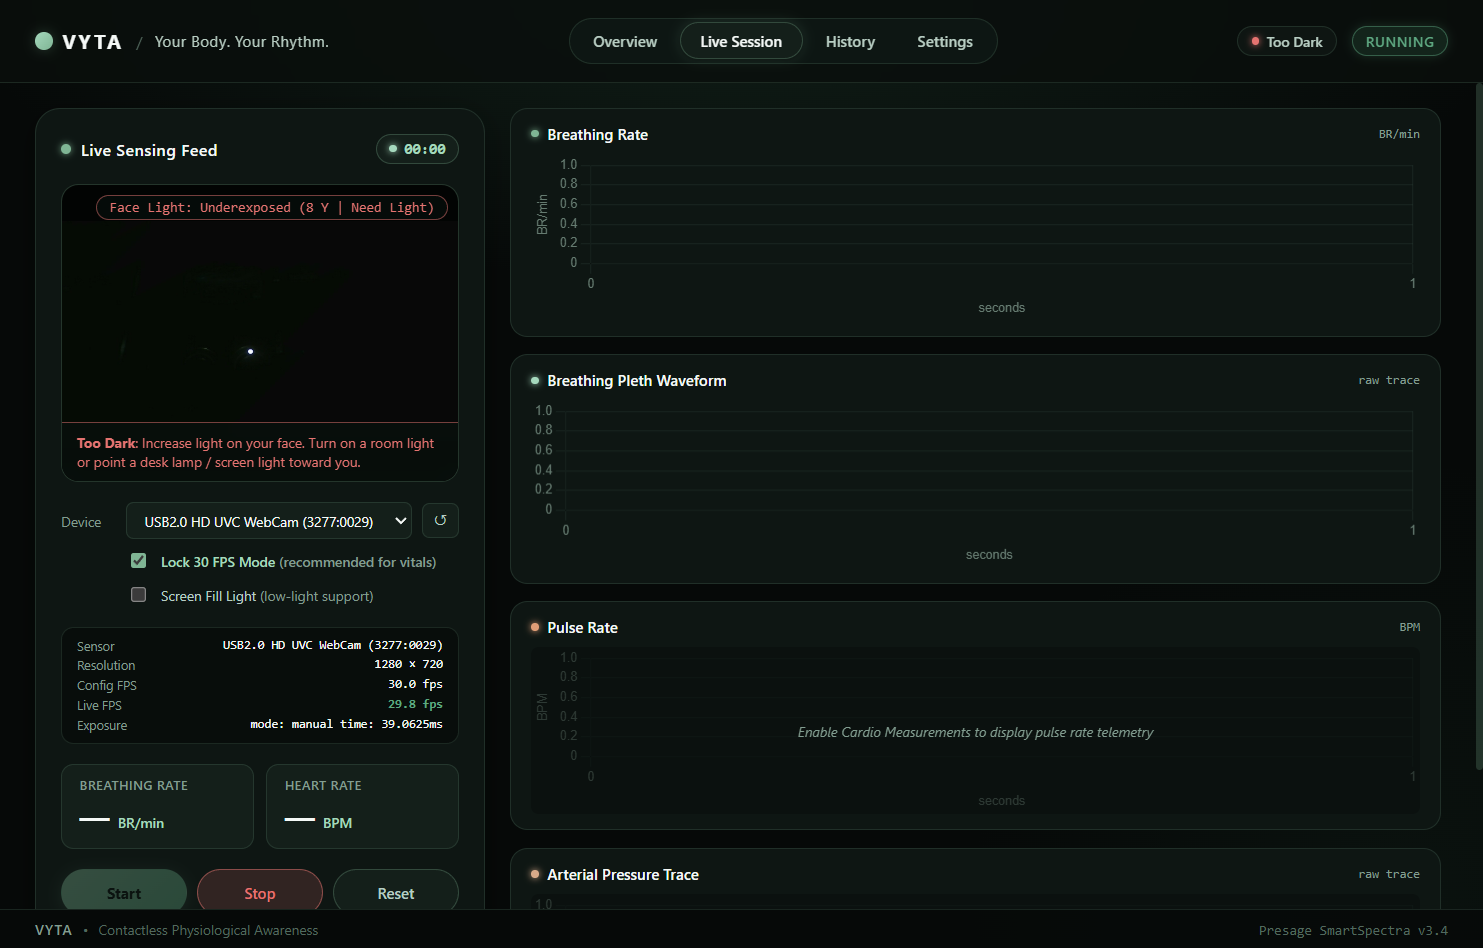 VYTA / Your Body. Your Rhythm.
Overview
Live Session
History
Settings
Too Dark
RUNNING
Live Sensing Feed
00:00
Face Light: Underexposed (8 Y | Need Light)
Too Dark: Increase light on your face. Turn on a room light
or point a desk lamp / screen light toward you.
Device
USB2.0 HD UVC WebCam (3277:0029)
Lock 30 FPS Mode (recommended for vitals)
Screen Fill Light (low-light support)
Sensor USB2.0 HD UVC WebCam (3277:0029)
Resolution 1280 × 720
Config FPS 30.0 fps
Live FPS 29.8 fps
Exposure mode: manual time: 39.0625ms
BREATHING RATE
— BR/min
HEART RATE
— BPM
Start
Stop
Reset
Breathing Rate
BR/min
BR/min
1.0
0.8
0.6
0.4
0.2
0
0 1
seconds
Breathing Pleth Waveform
raw trace
1.0
0.8
0.6
0.4
0.2
0
0 1
seconds
Pulse Rate
BPM
BPM
1.0
0.8
0.6
0.4
0.2
0
Enable Cardio Measurements to display pulse rate telemetry
0 1
seconds
Arterial Pressure Trace
raw trace
1.0
VYTA • Contactless Physiological Awareness
Presage SmartSpectra v3.4